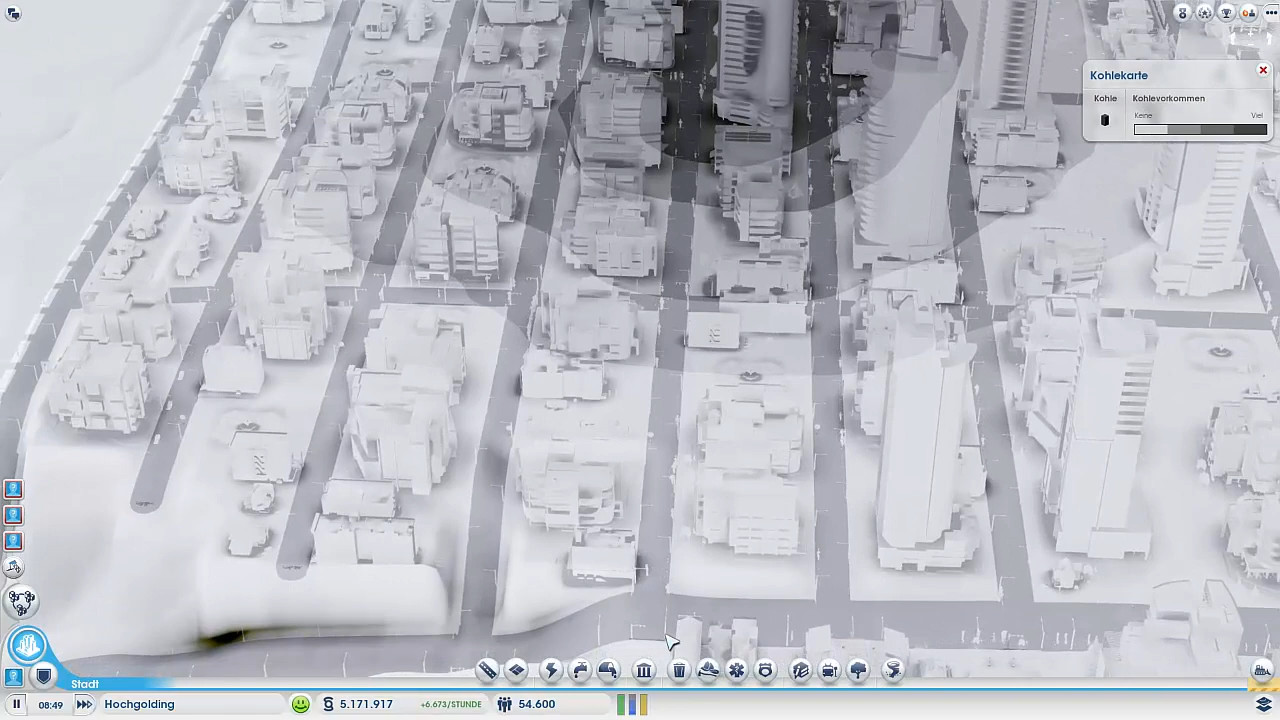 Kohlekarte
Kohle
Kohlevorkommen
Keine
Viel
Stadt
08:49
Hochgolding
5.171.917
+6.673/STUNDE
54.600